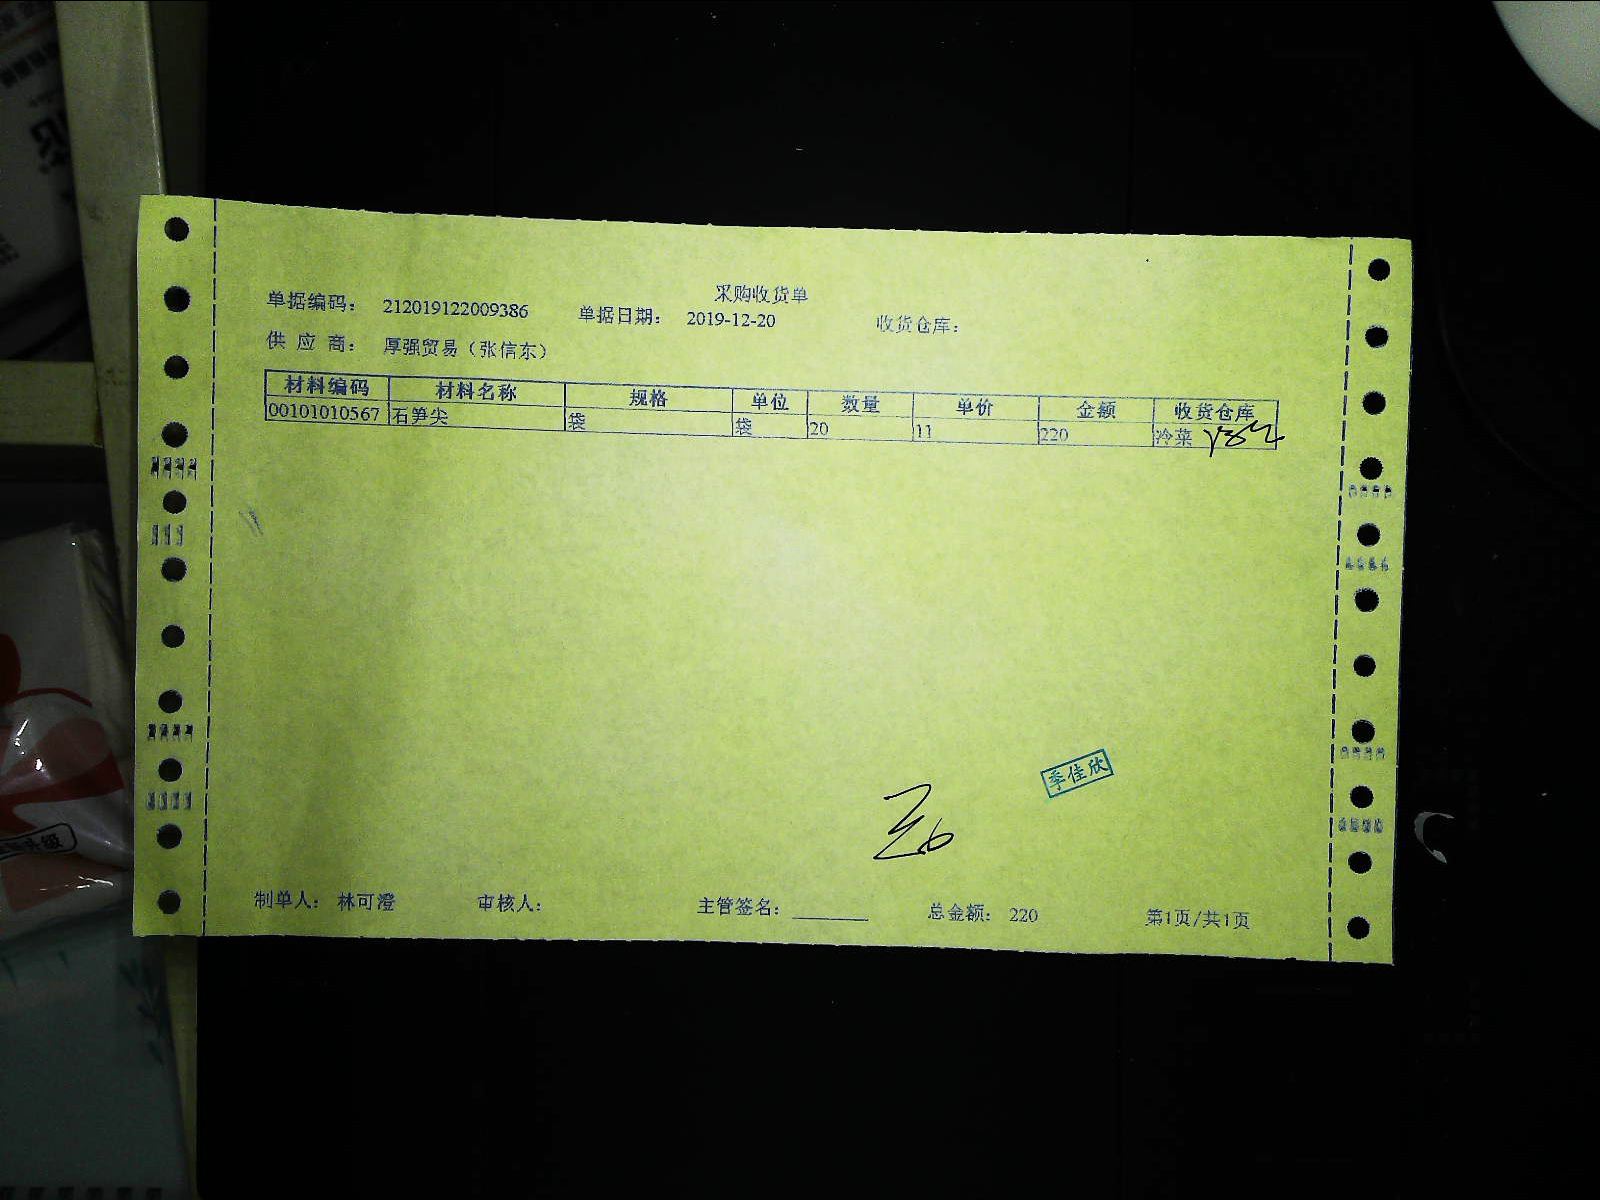 采购收货单
单据编码： 212019122009386 单据日期： 2019-12-20 收货仓库：
供 应 商： 厚强贸易（张信东）
材料编码 材料名称 规格 单位 数量 单价 金额 收货仓库
00101010567 石笋尖 袋 袋 20 11 220 冷菜
季佳欣
制单人： 林可澄 审核人： 主管签名： ________ 总金额： 220 第1页/共1页